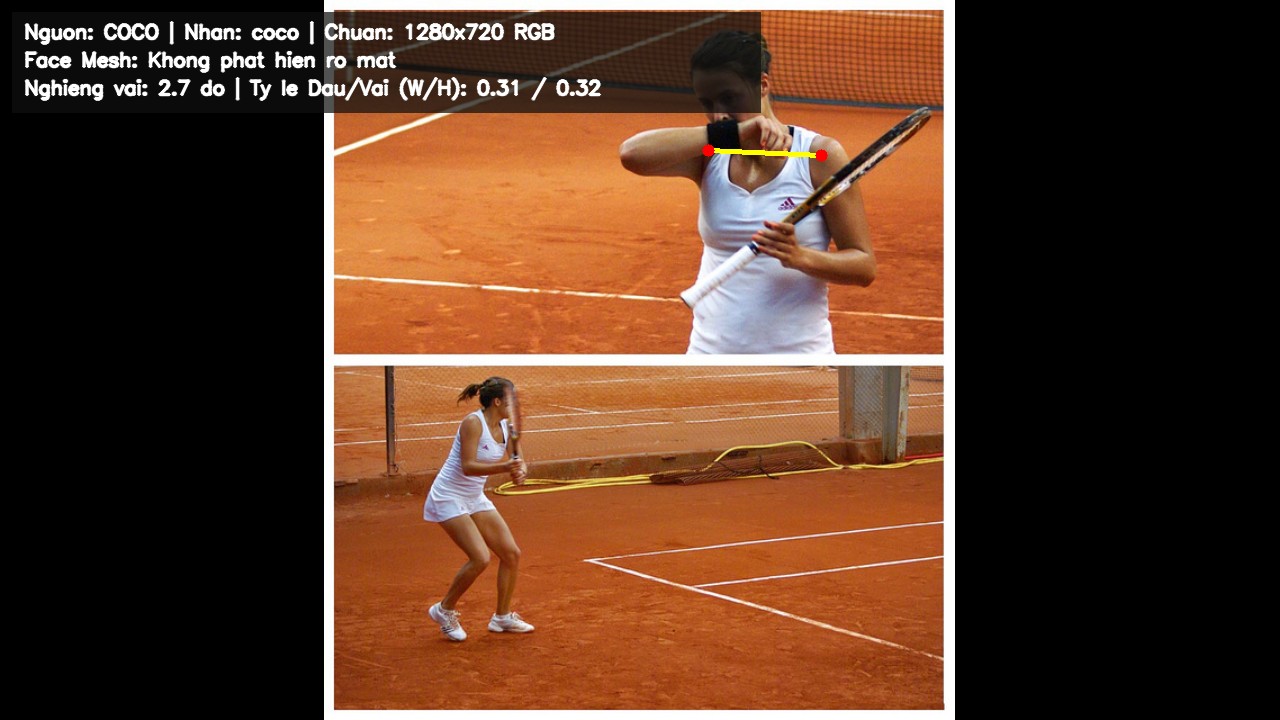 Nguon: COCO | Nhan: coco | Chuan: 1280x720 RGB
Face Mesh: Khong phat hien ro mat
Nghieng vai: 2.7 do | Ty le Dau/Vai (W/H): 0.31 / 0.32
adidas